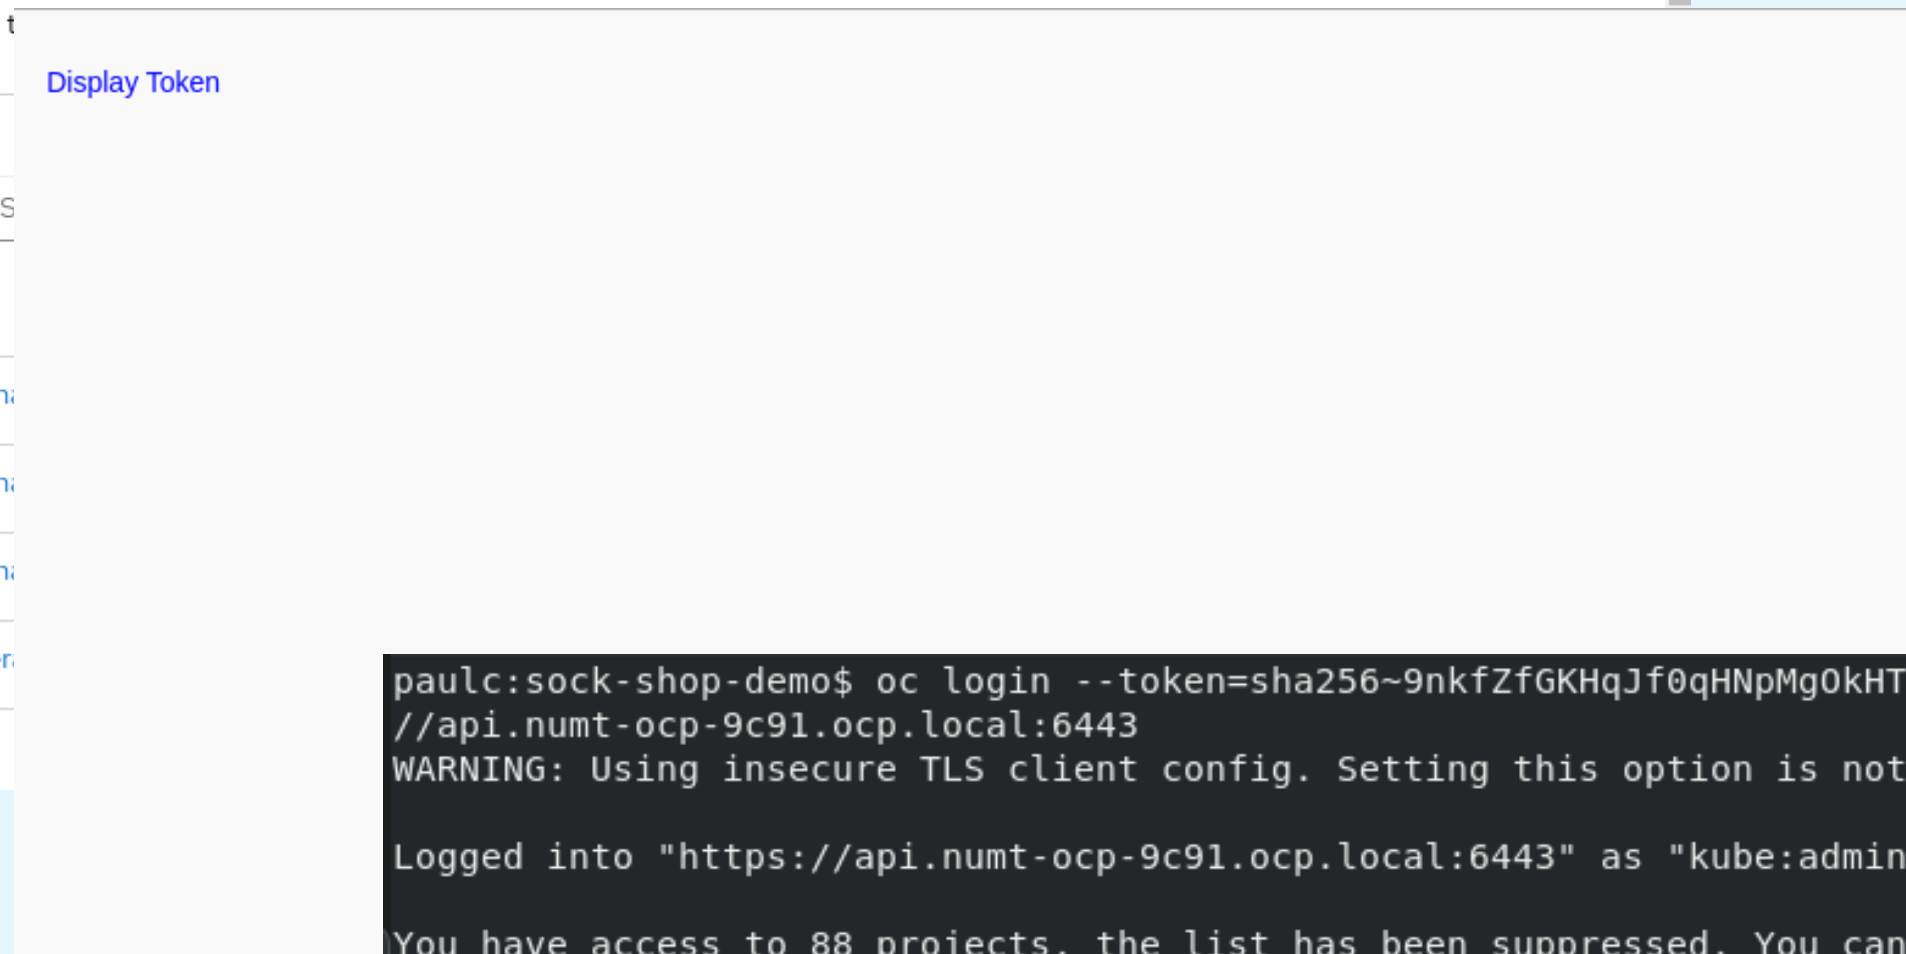 Display Token
paulc:sock-shop-demo$ oc login --token=sha256~9nkfZfGKHqJf0qHNpMgOkHT
//api.numt-ocp-9c91.ocp.local:6443
WARNING: Using insecure TLS client config. Setting this option is not
Logged into "https://api.numt-ocp-9c91.ocp.local:6443" as "kube:admin
You have access to 88 projects, the list has been suppressed. You can